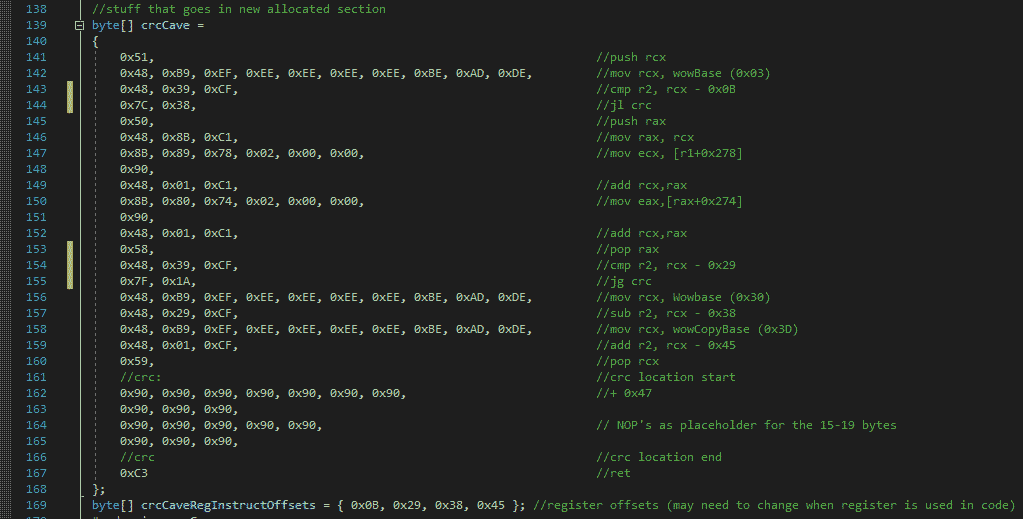 138 //stuff that goes in new allocated section
139 byte[] crcCave =
140 {
141 0x51, //push rcx
142 0x48, 0xB9, 0xEF, 0xEE, 0xEE, 0xEE, 0xEE, 0xBE, 0xAD, 0xDE, //mov rcx, wowBase (0x03)
143 0x48, 0x39, 0xCF, //cmp r2, rcx - 0x0B
144 0x7C, 0x38, //jl crc
145 0x50, //push rax
146 0x48, 0x8B, 0xC1, //mov rax, rcx
147 0x8B, 0x89, 0x78, 0x02, 0x00, 0x00, //mov ecx, [r1+0x278]
148 0x90,
149 0x48, 0x01, 0xC1, //add rcx,rax
150 0x8B, 0x80, 0x74, 0x02, 0x00, 0x00, //mov eax,[rax+0x274]
151 0x90,
152 0x48, 0x01, 0xC1, //add rcx,rax
153 0x58, //pop rax
154 0x48, 0x39, 0xCF, //cmp r2, rcx - 0x29
155 0x7F, 0x1A, //jg crc
156 0x48, 0xB9, 0xEF, 0xEE, 0xEE, 0xEE, 0xEE, 0xBE, 0xAD, 0xDE, //mov rcx, Wowbase (0x30)
157 0x48, 0x29, 0xCF, //sub r2, rcx - 0x38
158 0x48, 0xB9, 0xEF, 0xEE, 0xEE, 0xEE, 0xEE, 0xBE, 0xAD, 0xDE, //mov rcx, wowCopyBase (0x3D)
159 0x48, 0x01, 0xCF, //add r2, rcx - 0x45
160 0x59, //pop rcx
161 //crc: //crc location start
162 0x90, 0x90, 0x90, 0x90, 0x90, 0x90, 0x90, //+ 0x47
163 0x90, 0x90, 0x90,
164 0x90, 0x90, 0x90, 0x90, 0x90, // NOP's as placeholder for the 15-19 bytes
165 0x90, 0x90, 0x90,
166 //crc //crc location end
167 0xC3 //ret
168 };
169 byte[] crcCaveRegInstructOffsets = { 0x0B, 0x29, 0x38, 0x45 }; //register offsets (may need to change when register is used in code)